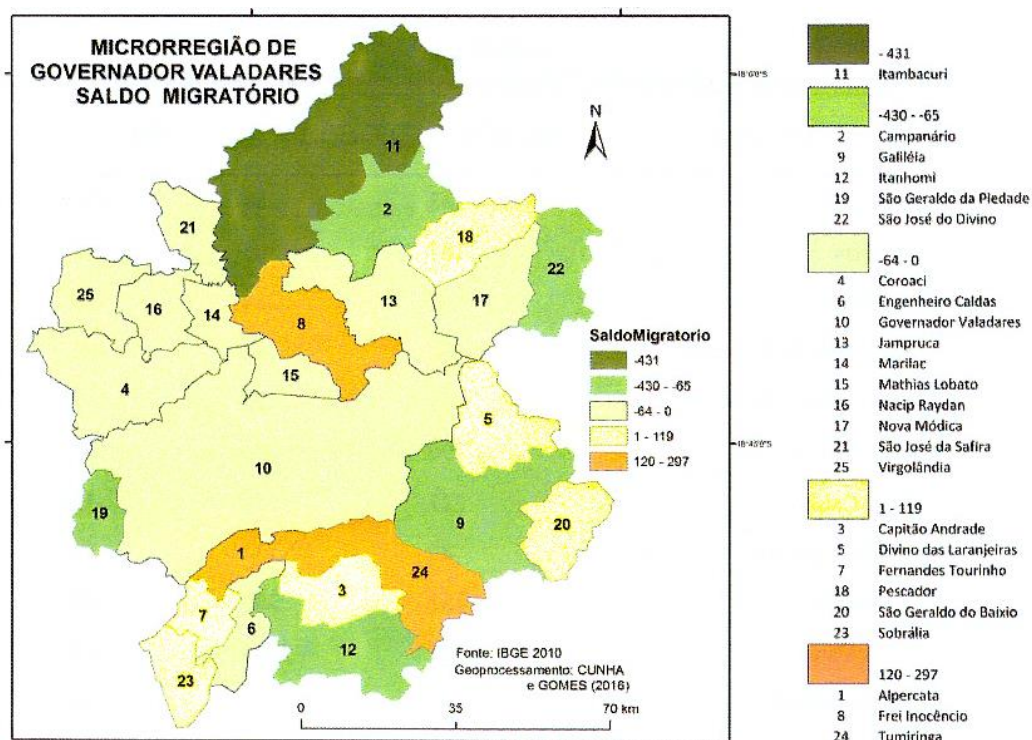 MICRORREGIÃO DE
GOVERNADOR VALADARES
SALDO MIGRATÓRIO
N
11
2
18
21
22
25
16
14
13
17
8
15
4
5
10
19
9
20
1
24
3
7
6
12
23
SaldoMigratorio
-431
-430 - -65
-64 - 0
1 - 119
120 - 297
Fonte: IBGE 2010
Geoprocessamento: CUNHA
e GOMES (2016)
0 35 70 km
- 431
11 Itambacuri
-430 - -65
2 Campanário
9 Galiléia
12 Itanhomi
19 São Geraldo da Piedade
22 São José do Divino
-64 - 0
4 Coroaci
6 Engenheiro Caldas
10 Governador Valadares
13 Jampruca
14 Marilac
15 Mathias Lobato
16 Nacip Raydan
17 Nova Módica
21 São José da Safira
25 Virgolândia
1 - 119
3 Capitão Andrade
5 Divino das Laranjeiras
7 Fernandes Tourinho
18 Pescador
20 São Geraldo do Baixio
23 Sobrália
120 - 297
1 Alpercata
8 Frei Inocêncio
24 Tumiringa